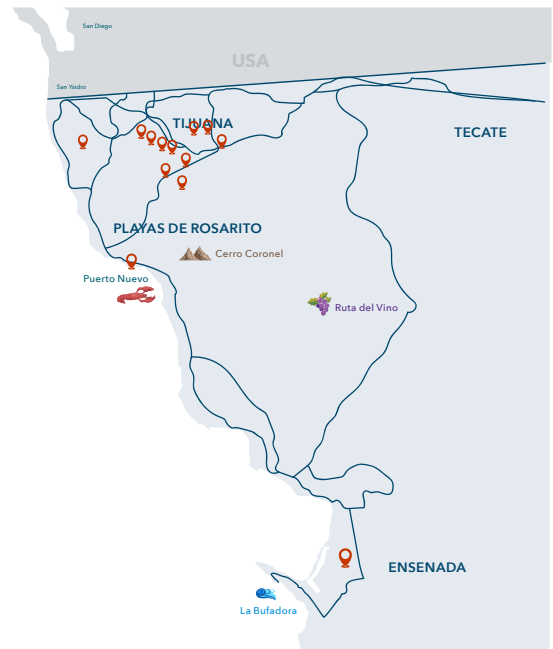 San Diego
USA
San Ysidro
TIJUANA
TECATE
PLAYAS DE ROSARITO
Cerro Coronel
Puerto Nuevo
Ruta del Vino
ENSENADA
La Bufadora